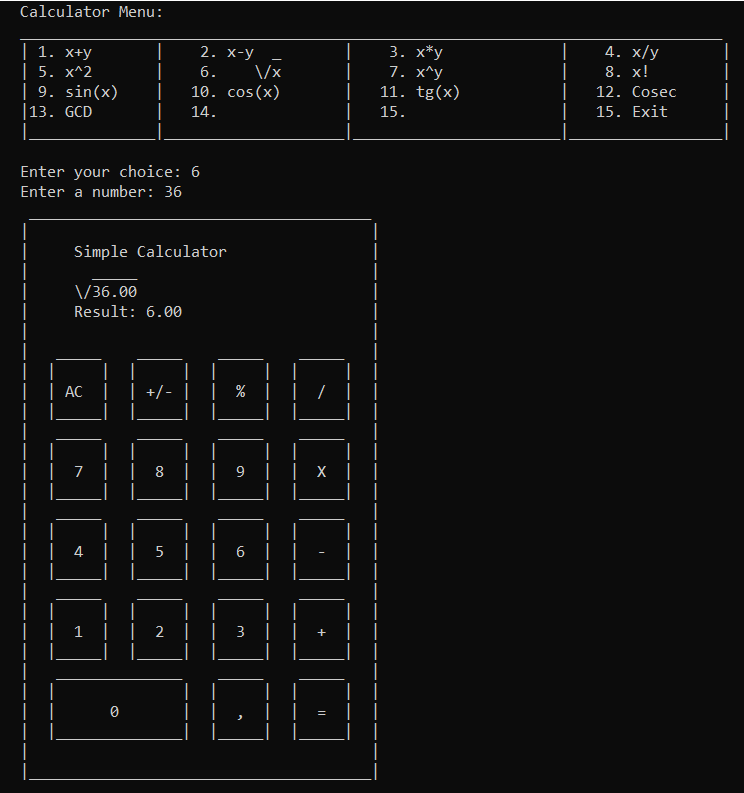 Calculator Menu:
1. x+y 2. x-y 3. x*y 4. x/y
5. x^2 6. \/x 7. x^y 8. x!
9. sin(x) 10. cos(x) 11. tg(x) 12. Cosec
13. GCD 14. 15. 15. Exit
Enter your choice: 6
Enter a number: 36
Simple Calculator
\/36.00
Result: 6.00
AC +/- % /
7 8 9 X
4 5 6 -
1 2 3 +
0 , =